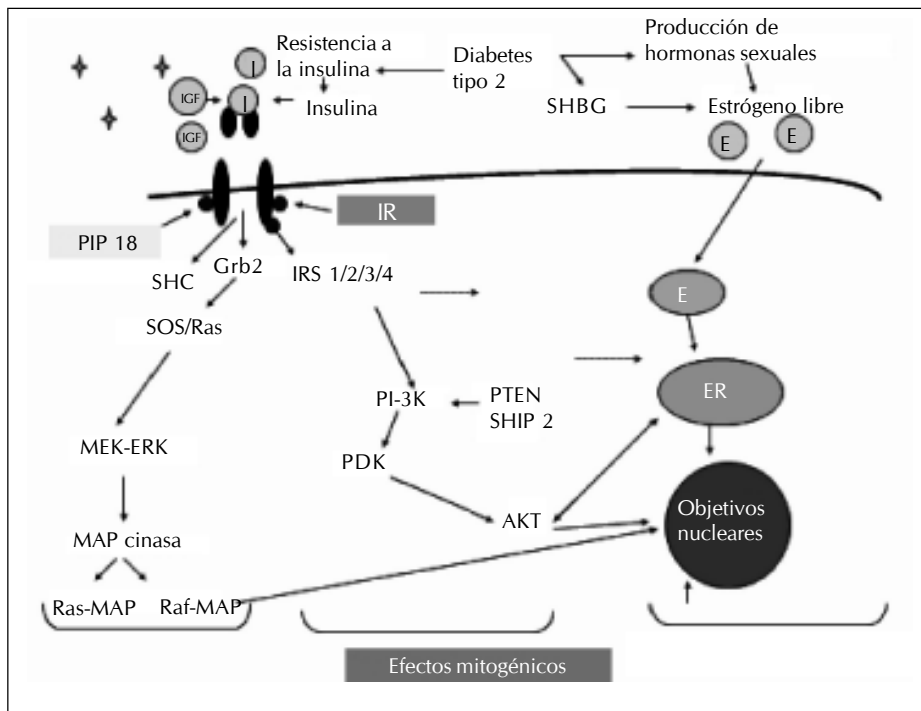 Resistencia a
la insulina
Diabetes
tipo 2
Producción de
hormonas sexuales
I
IGF
I
Insulina
SHBG
Estrógeno libre
IGF
E
E
IR
PIP 18
SHC
Grb2
IRS 1/2/3/4
E
SOS/Ras
PI-3K
PTEN
SHIP 2
ER
MEK-ERK
PDK
AKT
Objetivos
nucleares
MAP cinasa
Ras-MAP
Raf-MAP
Efectos mitogénicos